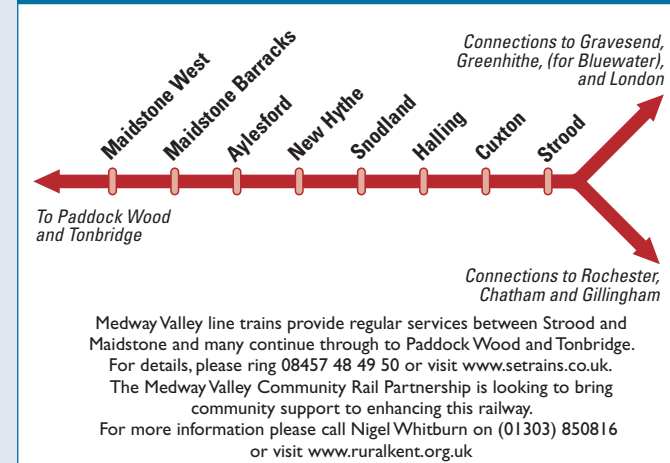 Maidstone West
Maidstone Barracks
Aylesford
New Hythe
Snodland
Halling
Cuxton
Strood
Connections to Gravesend,
Greenhithe, (for Bluewater),
and London
To Paddock Wood
and Tonbridge
Connections to Rochester,
Chatham and Gillingham
Medway Valley line trains provide regular services between Strood and
Maidstone and many continue through to Paddock Wood and Tonbridge.
For details, please ring 08457 48 49 50 or visit www.setrains.co.uk.
The Medway Valley Community Rail Partnership is looking to bring
community support to enhancing this railway.
For more information please call Nigel Whitburn on (01303) 850816
or visit www.ruralkent.org.uk